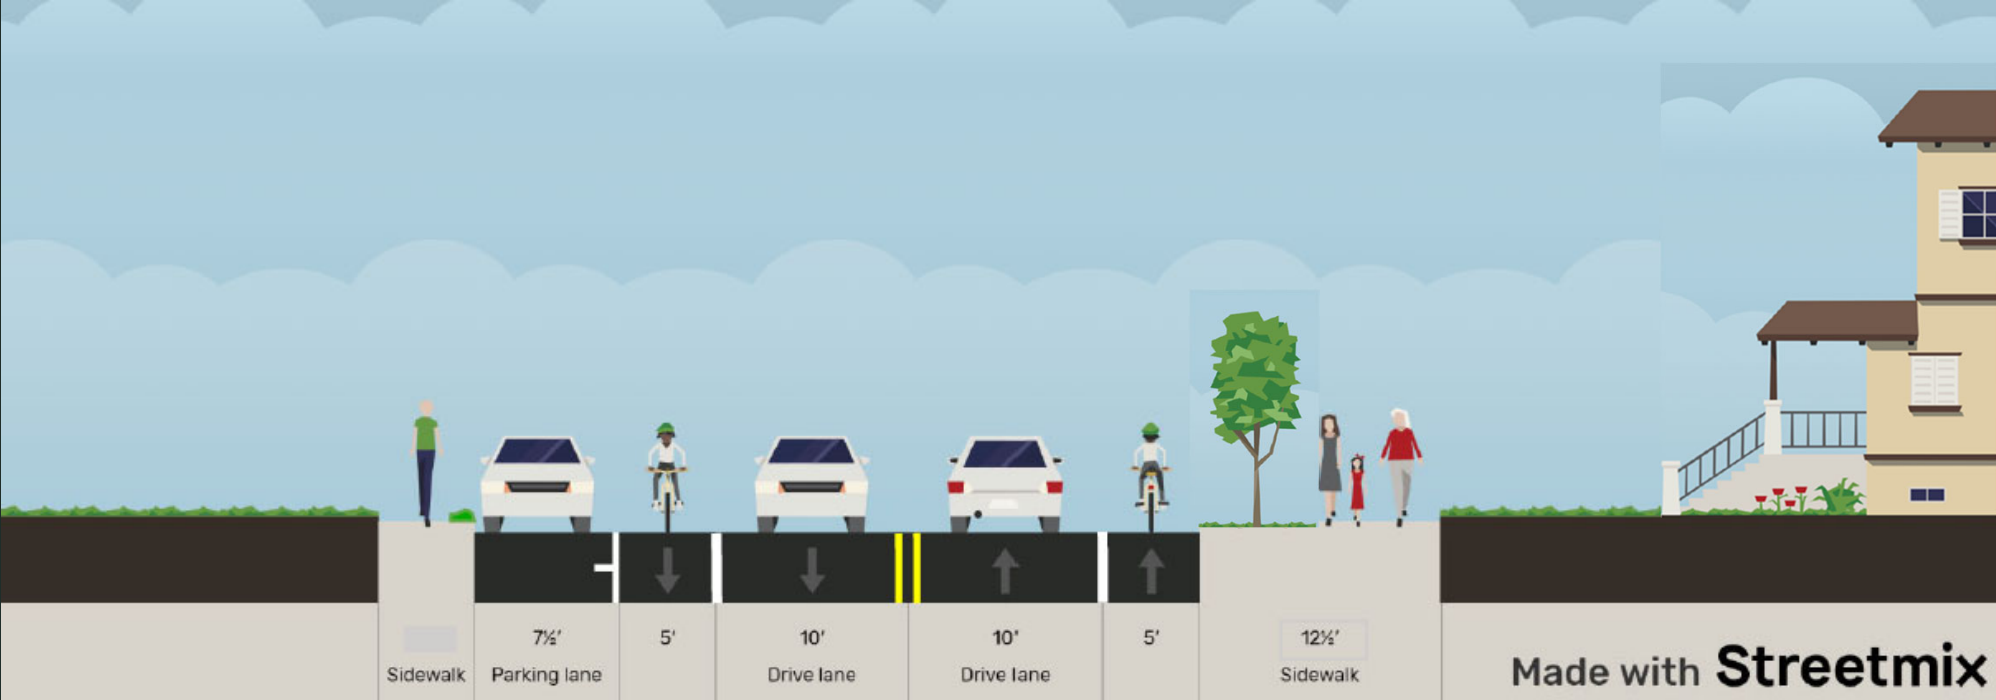 7½′ 5′ 10′ 10′ 5′ 12½′
Sidewalk Parking lane Drive lane Drive lane Sidewalk
Made with Streetmix